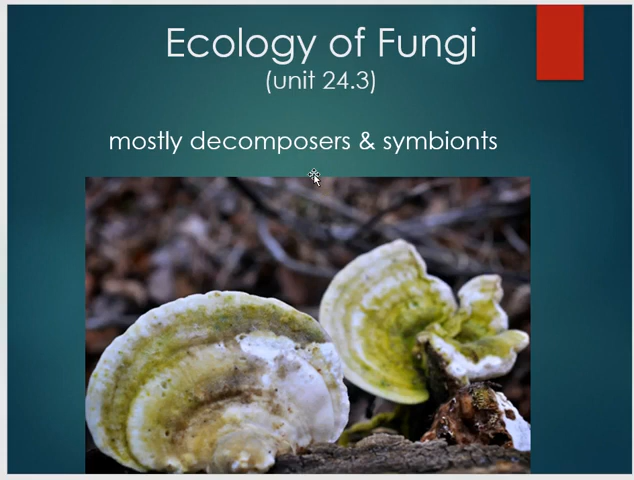 Ecology of Fungi
(unit 24.3)
mostly decomposers & symbionts